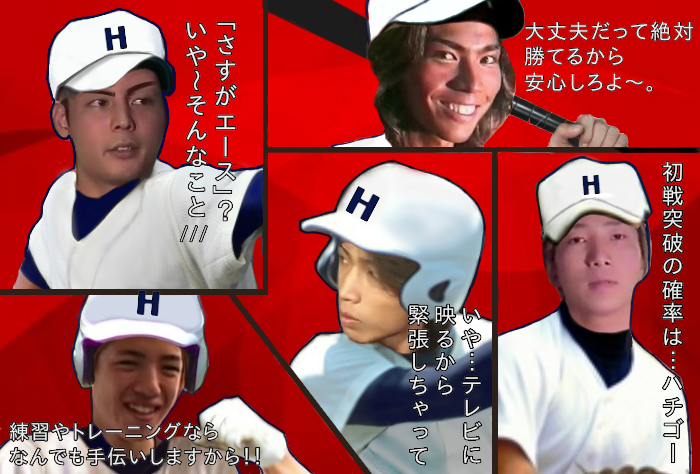 H
「さすがエース」?
いや〜そんなこと///
大丈夫だって絶対
勝てるから
安心しろよ〜。
H
いや…テレビに
映るから
緊張しちゃって
H
初戦突破の確率は…ハチゴー
H
練習やトレーニングなら
なんでも手伝いしますから!!